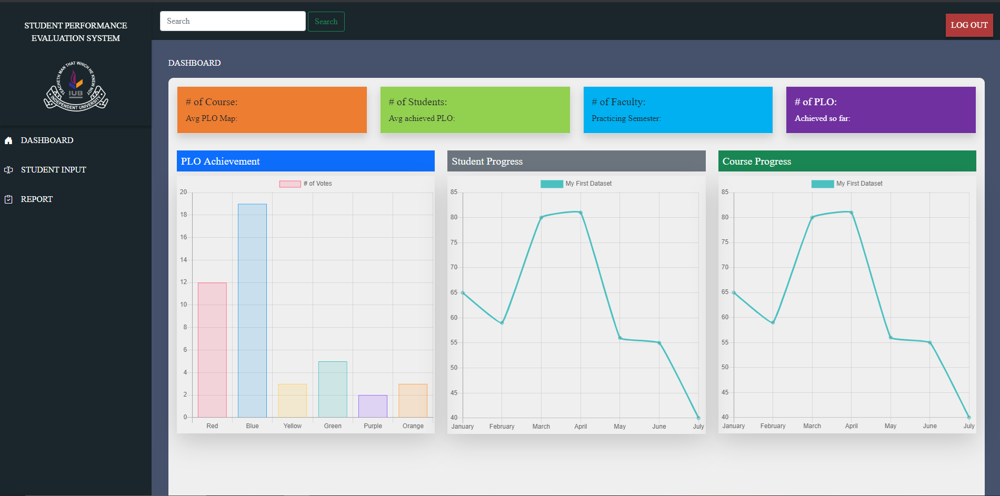 STUDENT PERFORMANCE
EVALUATION SYSTEM
TEACHETH MAN THAT WHICH HE KNEW NOT
IUB
INDEPENDENT UNIVERSITY
DASHBOARD
STUDENT INPUT
REPORT
Search
Search
LOG OUT
DASHBOARD
# of Course:
Avg PLO Map:
# of Students:
Avg achieved PLO:
# of Faculty:
Practicing Semester:
# of PLO:
Achieved so far:
PLO Achievement
# of Votes
20
18
16
14
12
10
8
6
4
2
0
Red Blue Yellow Green Purple Orange
Student Progress
My First Dataset
85
80
75
70
65
60
55
50
45
40
January February March April May June July
Course Progress
My First Dataset
85
80
75
70
65
60
55
50
45
40
January February March April May June July